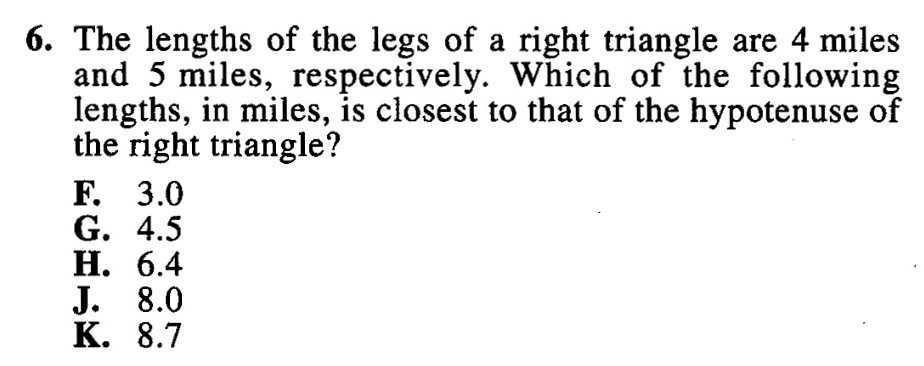 6. The lengths of the legs of a right triangle are 4 miles
and 5 miles, respectively. Which of the following
lengths, in miles, is closest to that of the hypotenuse of
the right triangle?
F. 3.0
G. 4.5
H. 6.4
J. 8.0
K. 8.7